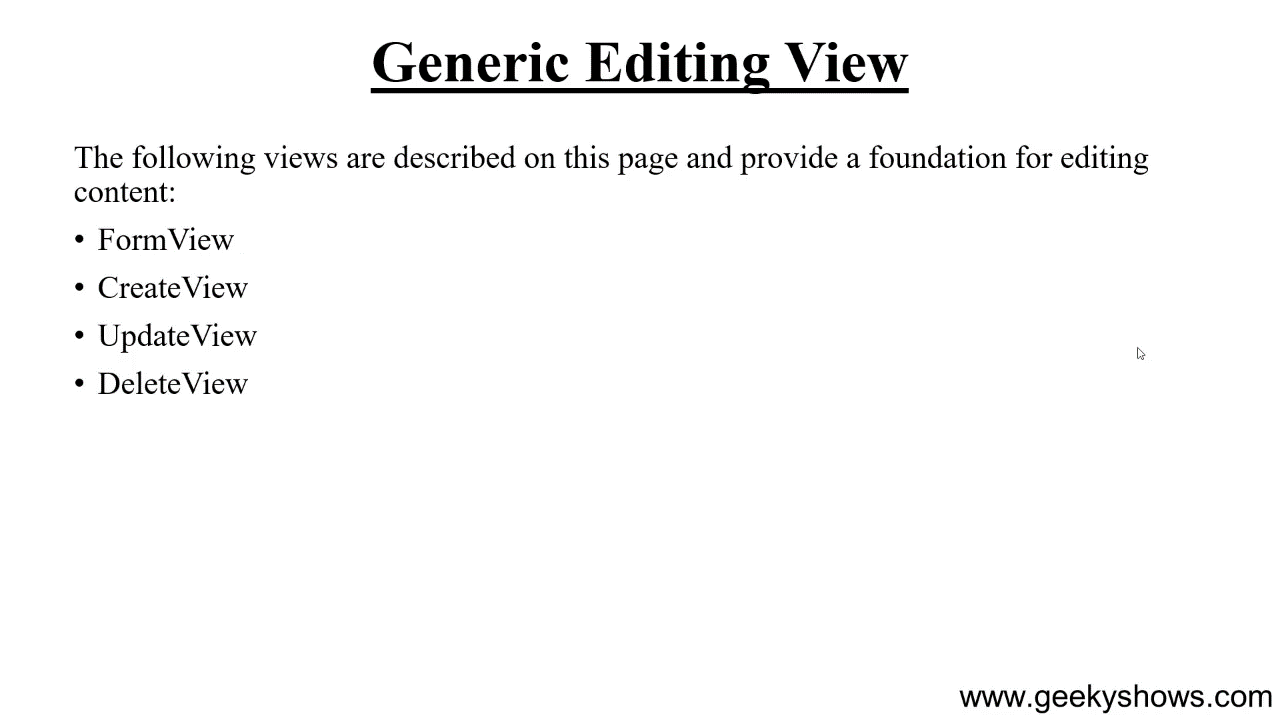 Generic Editing View
The following views are described on this page and provide a foundation for editing
content:
• FormView
• CreateView
• UpdateView
• DeleteView
www.geekyshows.com